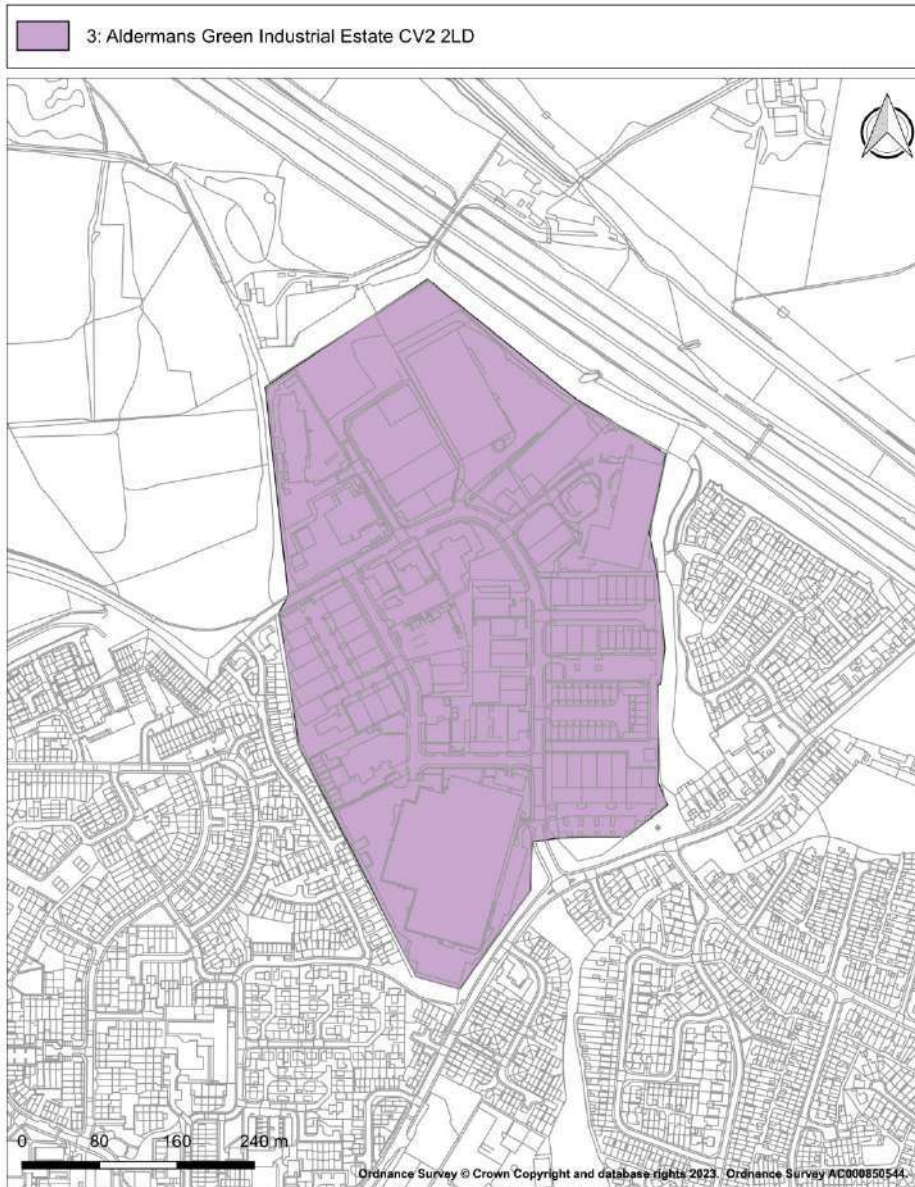 3: Aldermans Green Industrial Estate CV2 2LD
0 80 160 240 m
Ordnance Survey © Crown Copyright and database rights 2023. Ordnance Survey AC000850544.